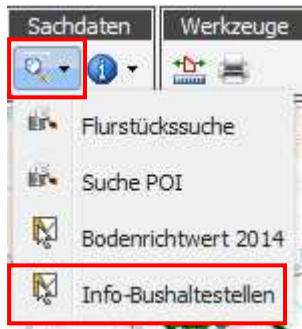 Sachdaten Werkzeuge
Flurstückssuche
Suche POI
Bodenrichtwert 2014
Info-Bushaltestellen